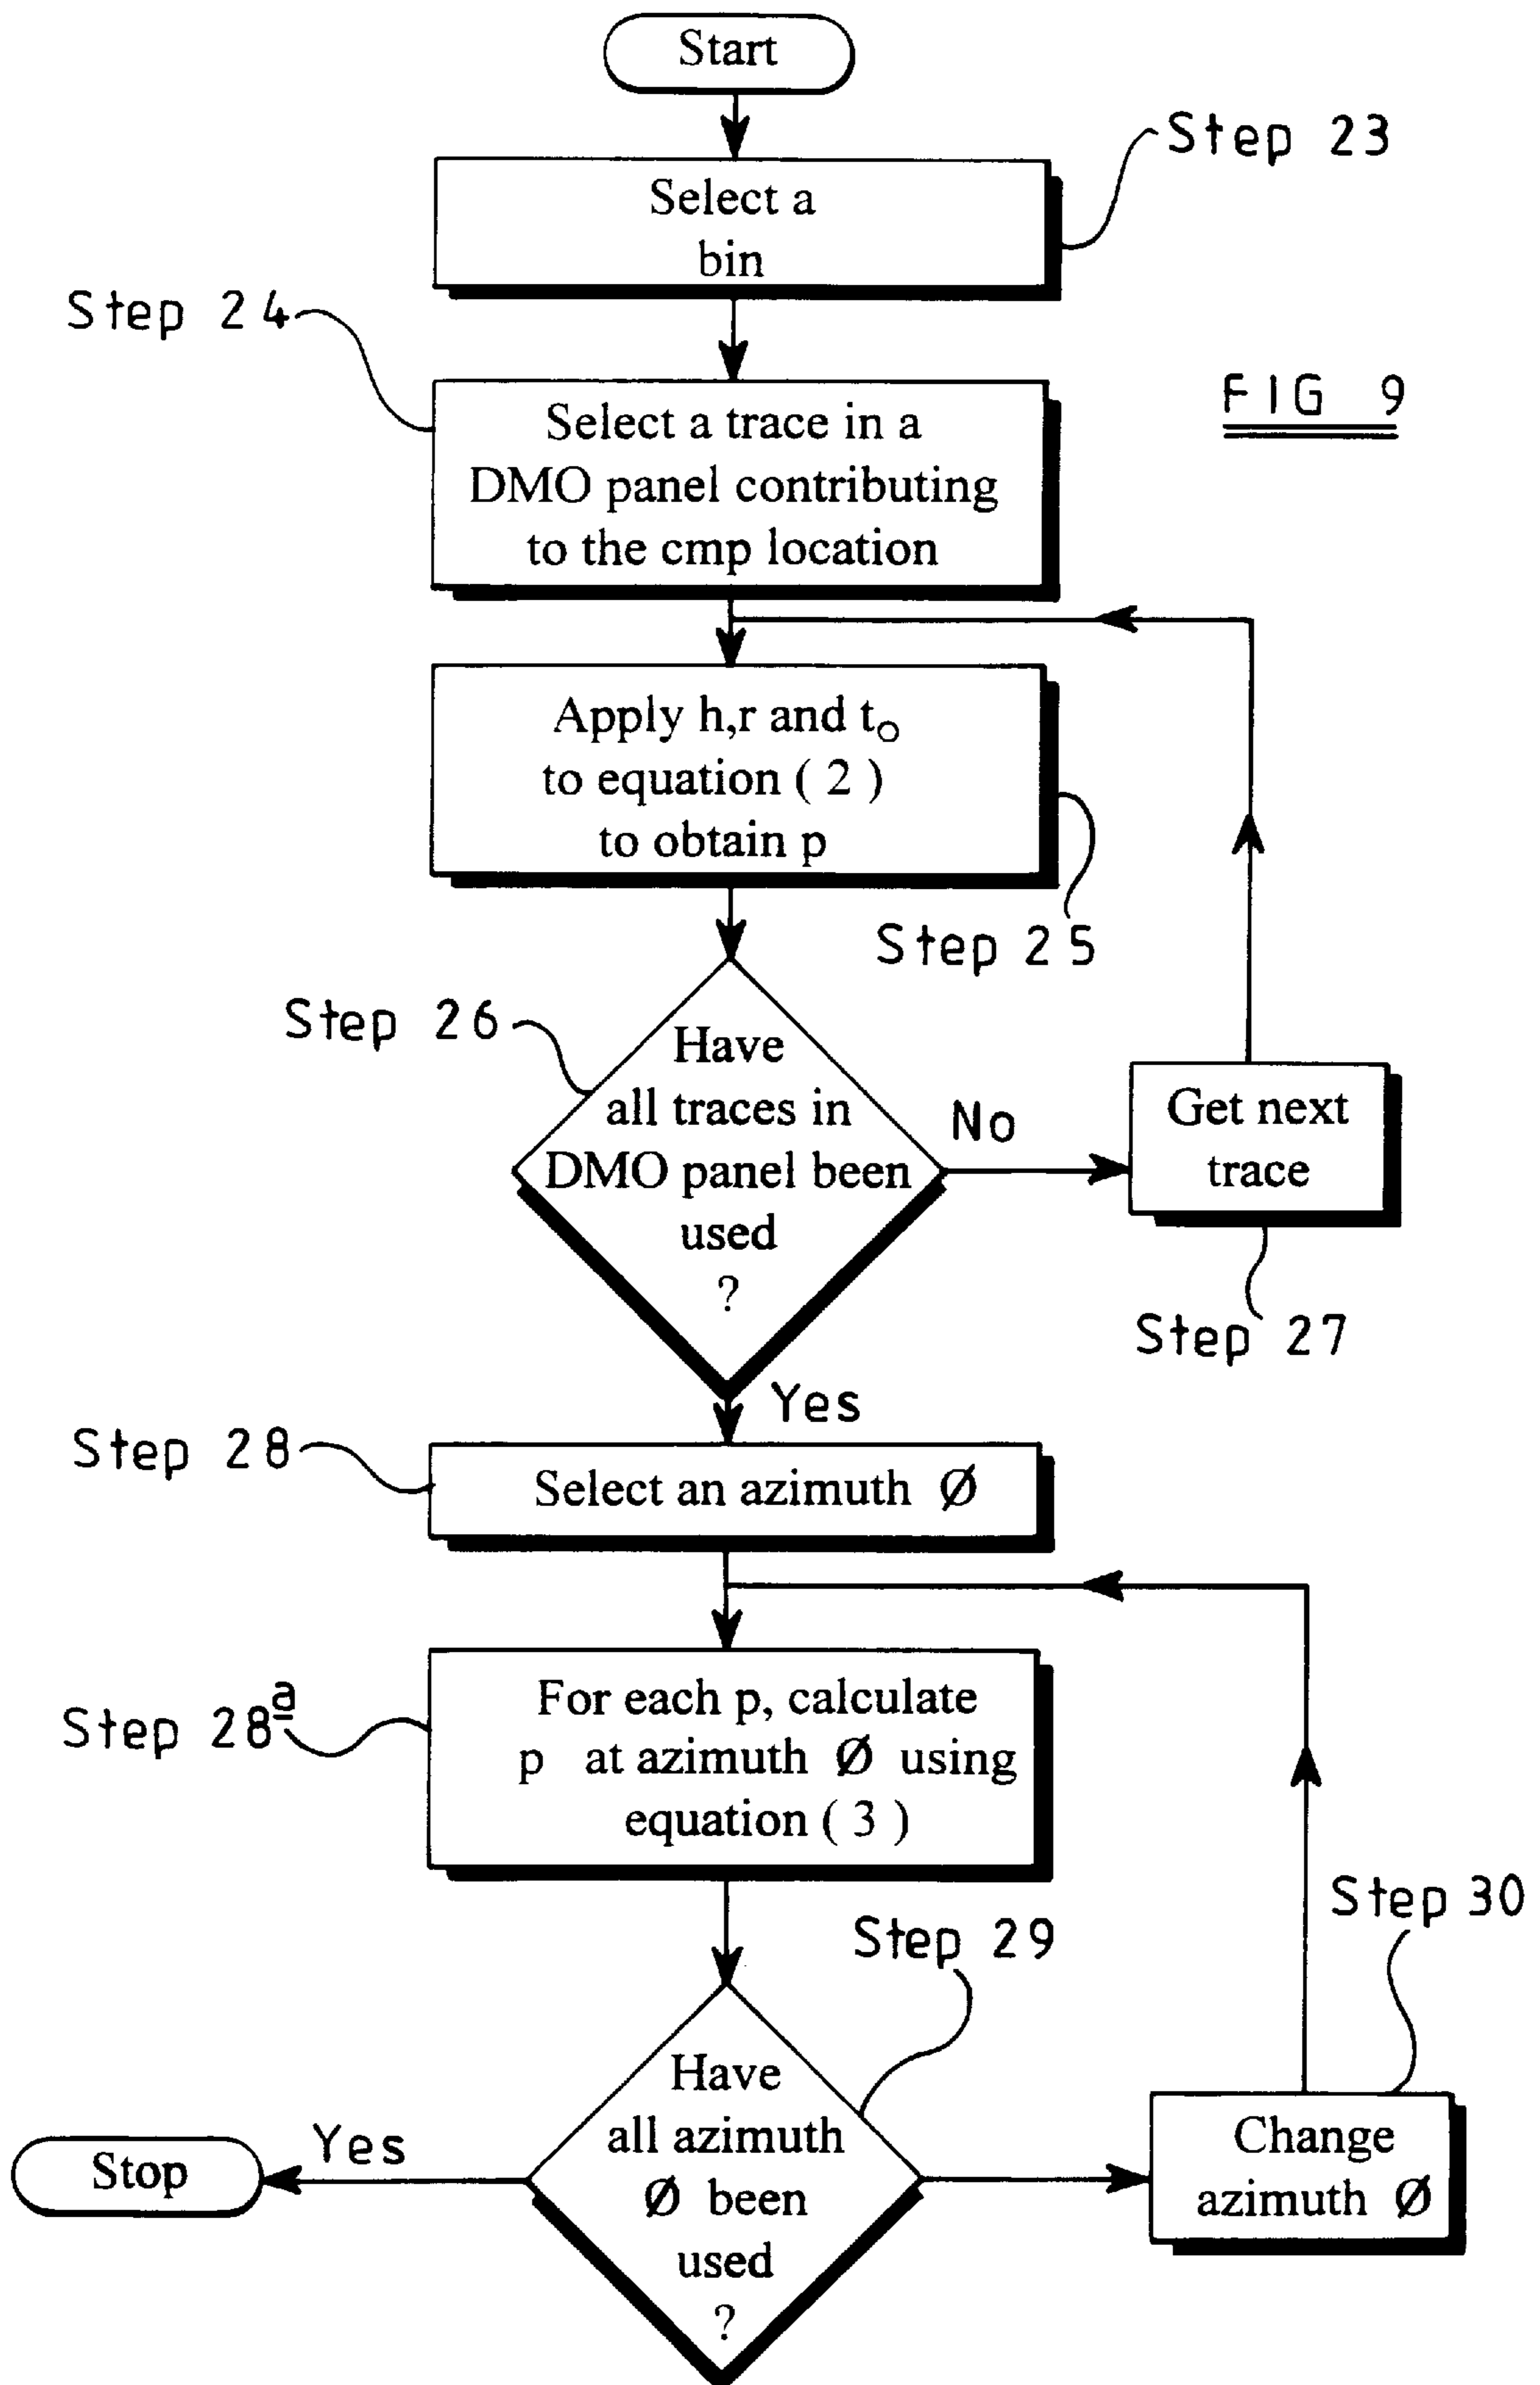 Start
Step 23
Select a
bin
Step 24
FIG 9
Select a trace in a
DMO panel contributing
to the cmp location
Apply h,r and tₒ
to equation ( 2 )
to obtain p
Step 25
Step 26
Have
all traces in
DMO panel been
used
?
No
Get next
trace
Step 27
Yes
Step 28
Select an azimuth Ø
Step 28a
For each p, calculate
p at azimuth Ø using
equation ( 3 )
Step 29
Step 30
Have
all azimuth
Ø been
used
?
Yes
Stop
Change
azimuth Ø